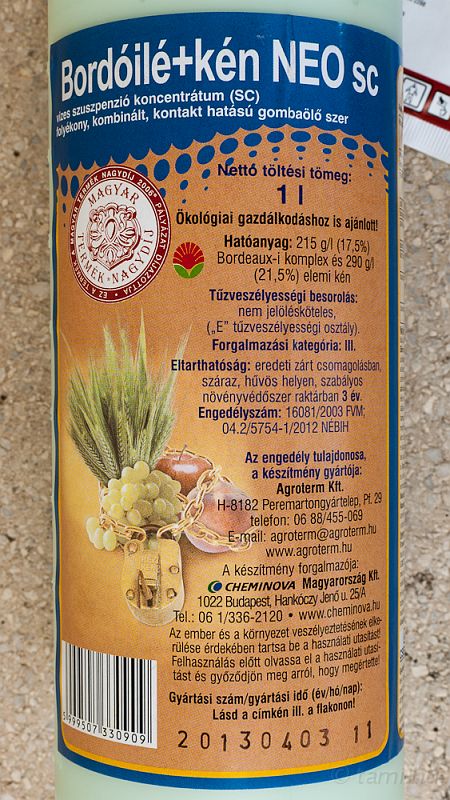 Bordóilé+kén NEO SC
vizes szuszpenzió koncentrátum (SC)
folyékony, kombinált, kontakt hatású gombaölő szer
Nettó töltési tömeg:
1 l
Ökológiai gazdálkodáshoz is ajánlott!
MAGYAR TERMÉK NAGYDÍJ
Hatóanyag: 215 g/l (17,5%)
Bordeaux-i komplex és 290 g/l
(21,5%) elemi kén
Tűzveszélyességi besorolás:
nem jelölésköteles,
(„E” tűzveszélyességi osztály).
Forgalmazási kategória: III.
Eltarthatóság: eredeti zárt csomagolásban,
száraz, hűvös helyen, szabályos
növényvédőszer raktárban 3 év.
Engedélyszám: 16081/2003 FVM;
04.2/5754-1/2012 NÉBIH
Az engedély tulajdonosa,
a készítmény gyártója:
Agroterm Kft.
H-8182 Peremartongyártelep, Pf. 29
telefon: 06 88/455-069
E-mail: agroterm@agroterm.hu
www.agroterm.hu
A készítmény forgalmazója:
CHEMINOVA Magyarország Kft.
1022 Budapest, Hankóczy Jenő u. 25/A
Tel.: 06 1/336-2120 • www.cheminova.hu
Az ember és a környezet veszélyeztetésének elke-
rülése érdekében tartsa be a használati utasítást!
Felhasználás előtt olvassa el a használati utasí-
tást és győződjön meg arról, hogy megértette!
Gyártási szám/gyártási idő (év/hó/nap):
Lásd a címkén ill. a flakonon!
5 999507 330909
20130403 11